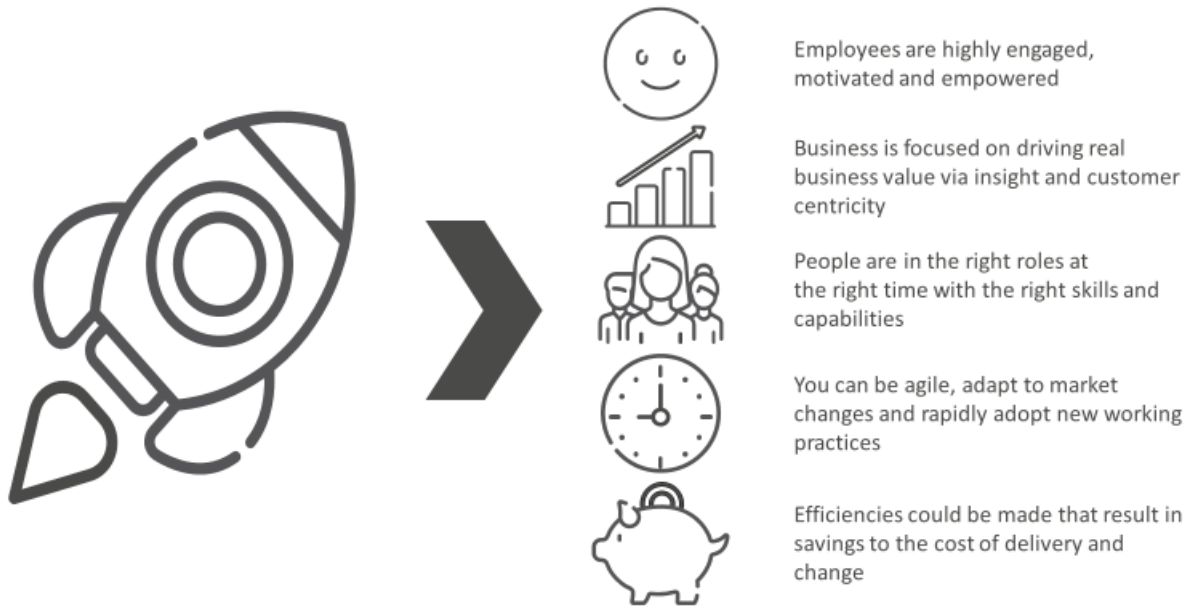 Employees are highly engaged,
motivated and empowered
Business is focused on driving real
business value via insight and customer
centricity
People are in the right roles at
the right time with the right skills and
capabilities
You can be agile, adapt to market
changes and rapidly adopt new working
practices
Efficiencies could be made that result in
savings to the cost of delivery and
change